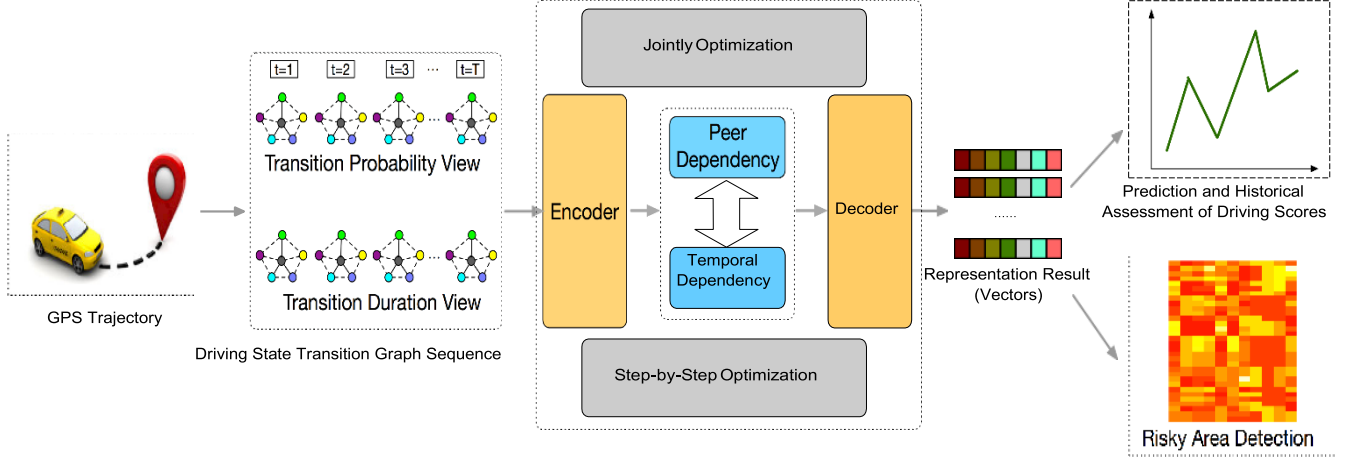 GPS Trajectory
t=1 t=2 t=3 ... t=T
Transition Probability View
Transition Duration View
Driving State Transition Graph Sequence
Jointly Optimization
Encoder
Peer
Dependency
Temporal
Dependency
Decoder
Step-by-Step Optimization
......
Representation Result
(Vectors)
Prediction and Historical
Assessment of Driving Scores
Risky Area Detection